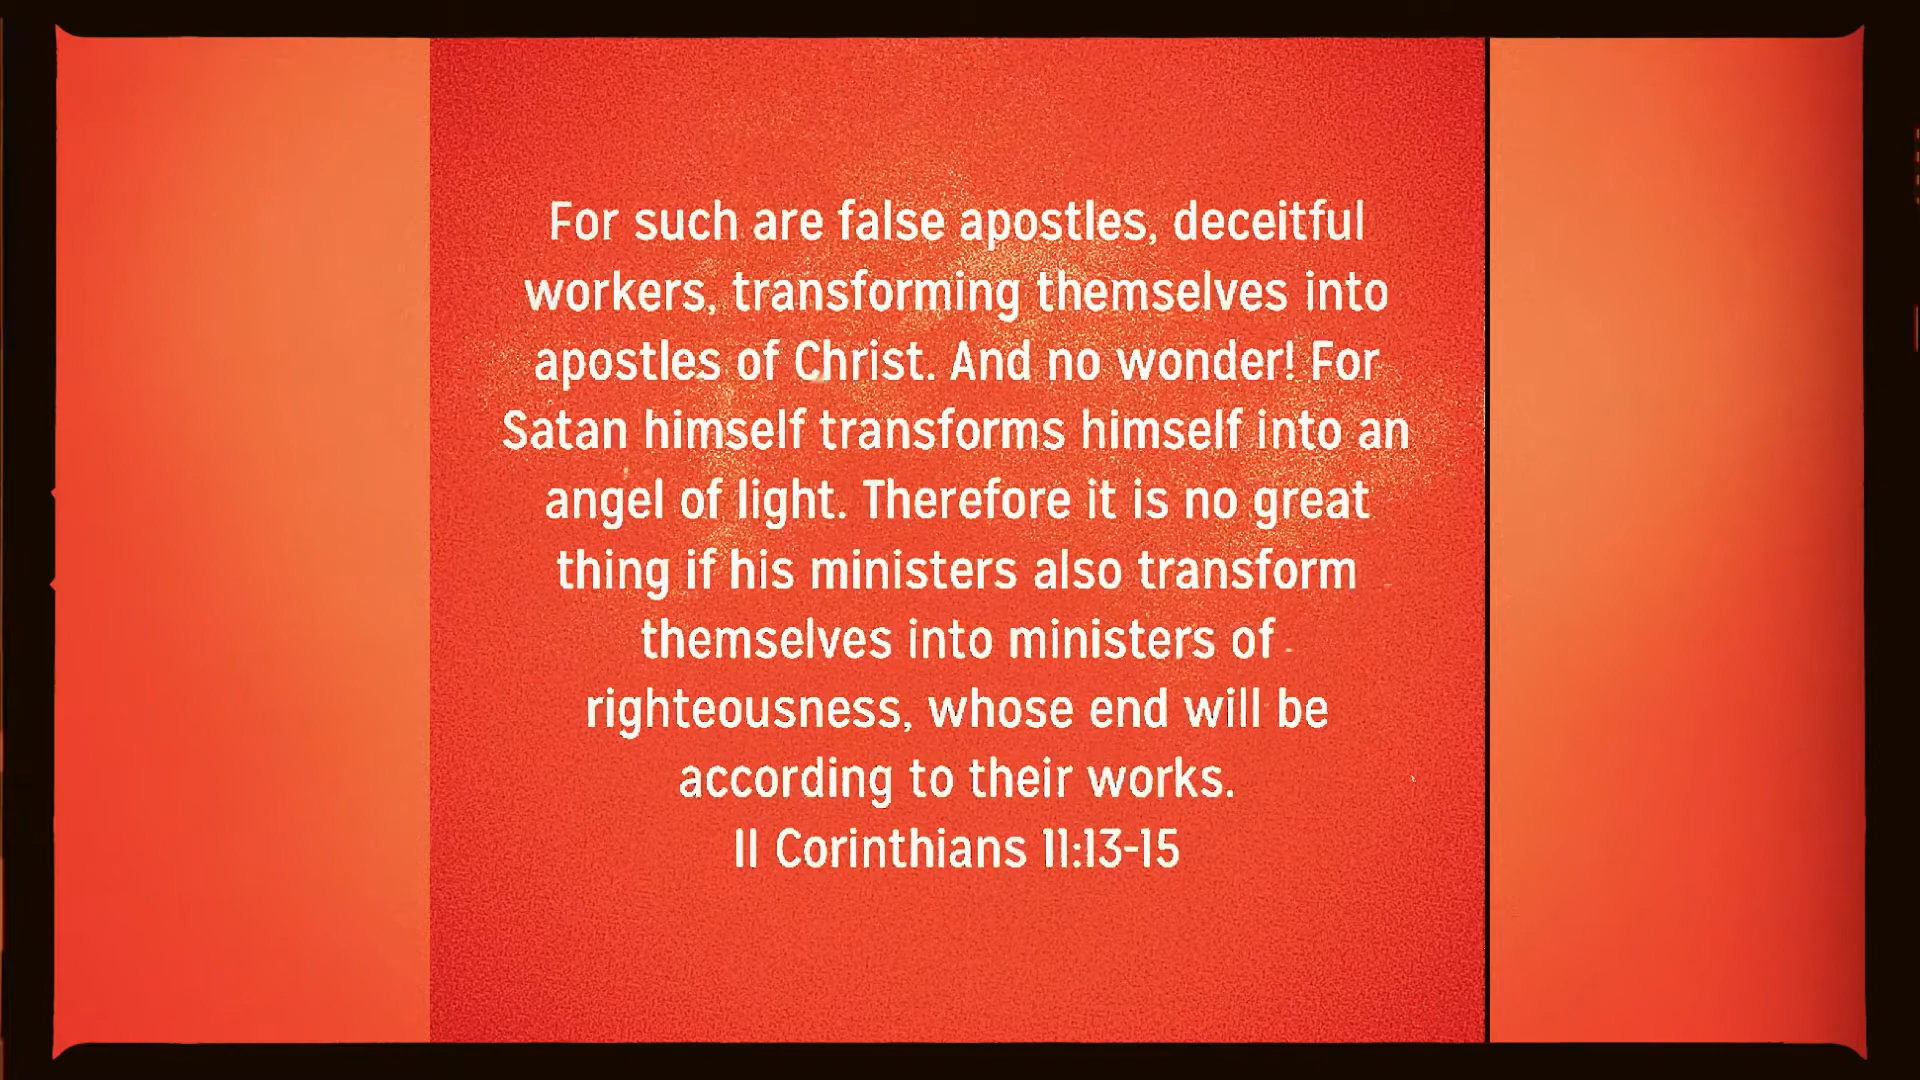 For such are false apostles, deceitful
workers, transforming themselves into
apostles of Christ. And no wonder! For
Satan himself transforms himself into an
angel of light. Therefore it is no great
thing if his ministers also transform
themselves into ministers of
righteousness, whose end will be
according to their works.
II Corinthians 11:13-15